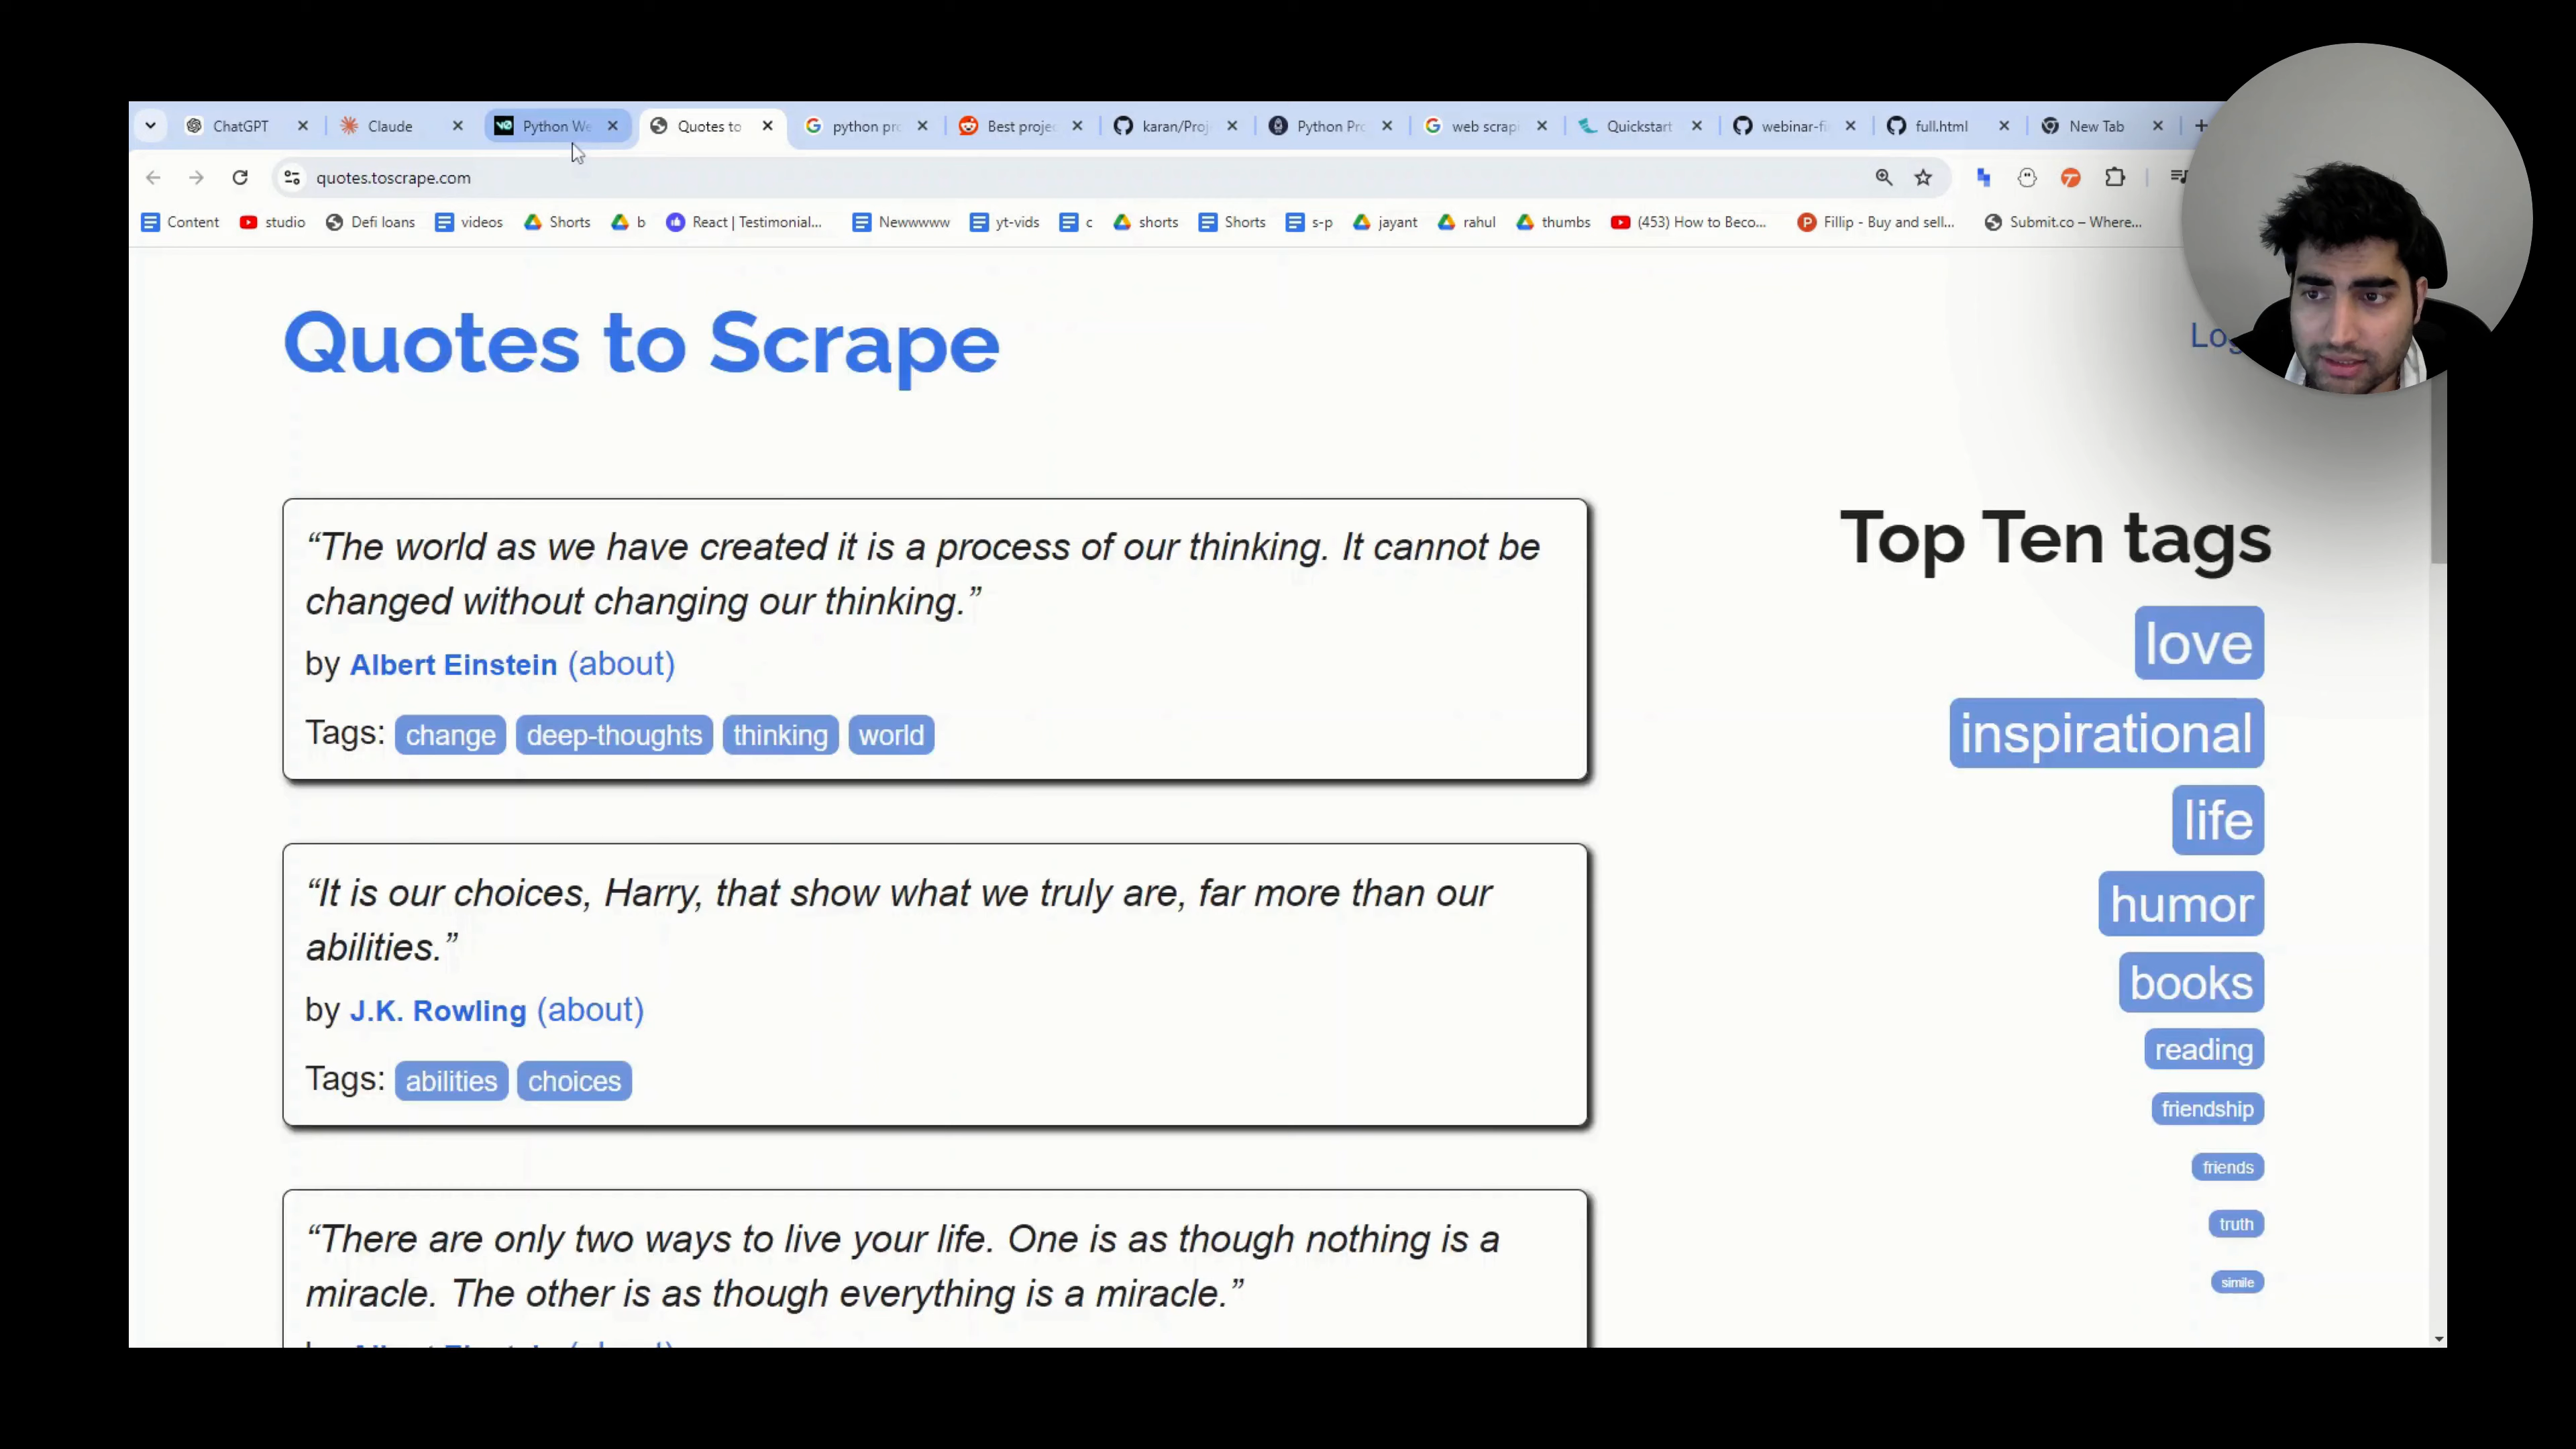 ChatGPT
Claude
Python We
Quotes to
python pro
Best projec
karan/Proj
Python Pro
web scrapi
Quickstart
webinar-fi
full.html
New Tab
quotes.toscrape.com
Content
studio
Defi loans
videos
Shorts
b
React | Testimonial...
Newwwww
yt-vids
c
shorts
Shorts
s-p
jayant
rahul
thumbs
(453) How to Beco...
Fillip - Buy and sell...
Submit.co – Where...
Quotes to Scrape
“The world as we have created it is a process of our thinking. It cannot be
changed without changing our thinking.”
by Albert Einstein (about)
Tags: change deep-thoughts thinking world
“It is our choices, Harry, that show what we truly are, far more than our
abilities.”
by J.K. Rowling (about)
Tags: abilities choices
“There are only two ways to live your life. One is as though nothing is a
miracle. The other is as though everything is a miracle.”
Top Ten tags
love
inspirational
life
humor
books
reading
friendship
friends
truth
simile